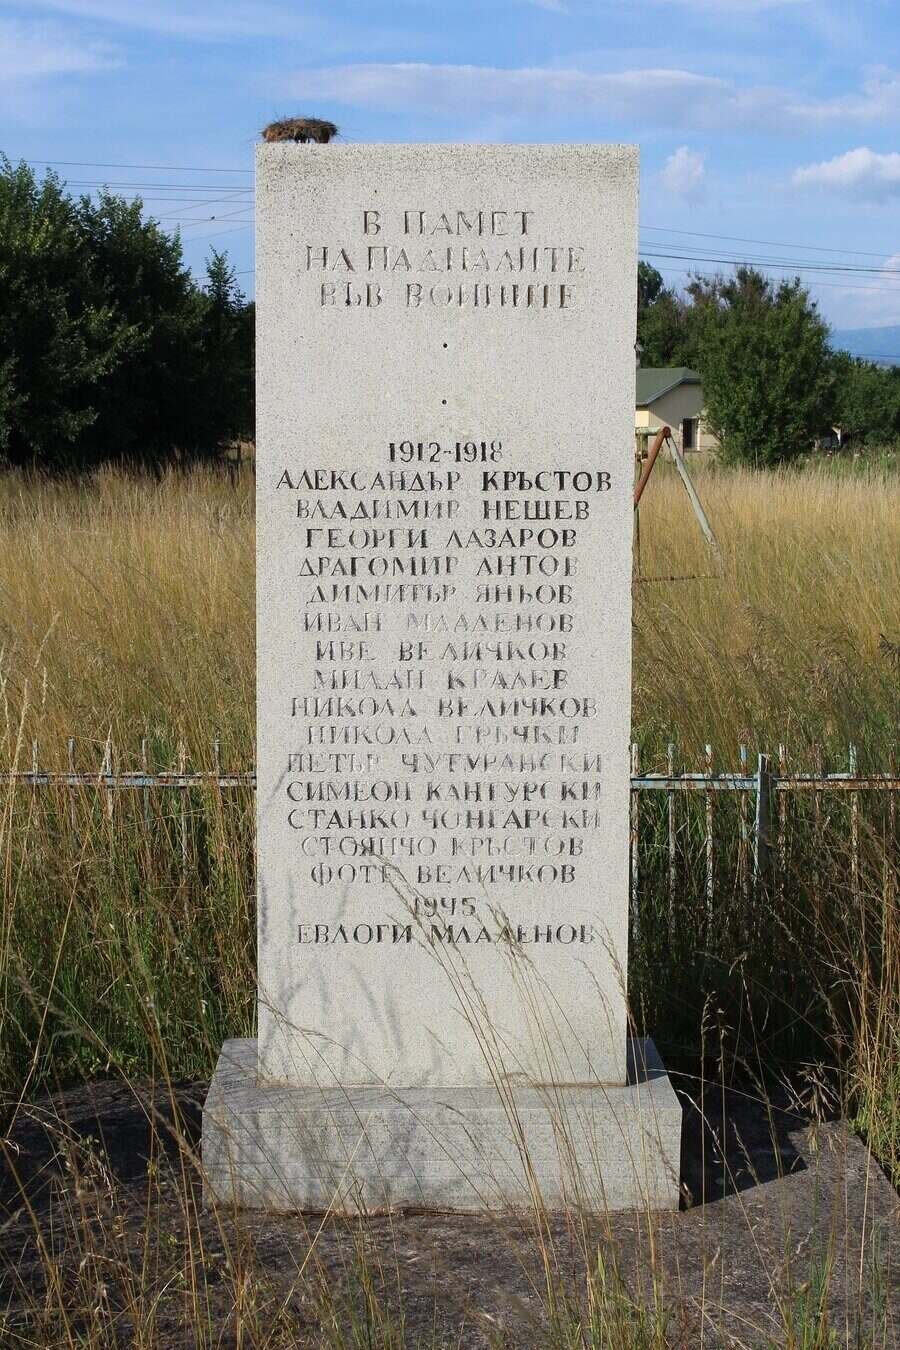 В ПАМЕТ
НА ПАДНАЛИТЕ
ВЪВ ВОЙНИТЕ
1912-1918
АЛЕКСАНДЪР КРЪСТОВ
ВЛАДИМИР НЕШЕВ
ГЕОРГИ ЛАЗАРОВ
ДРАГОМИР АНТОВ
ДИМИТЪР ЯНЬОВ
ИВАН МЛАДЕНОВ
ИВЕ ВЕЛИЧКОВ
МИЛАН КРАЛЕВ
НИКОЛА ВЕЛИЧКОВ
НИКОЛА ГРЪЧКИ
ПЕТЪР ЧУТУРАНСКИ
СИМЕОН КАНТУРСКИ
СТАНКО ЧОНГАРСКИ
СТОЯНЧО КРЪСТОВ
ФОТЕ ВЕЛИЧКОВ
1945
ЕВЛОГИ МЛАДЕНОВ